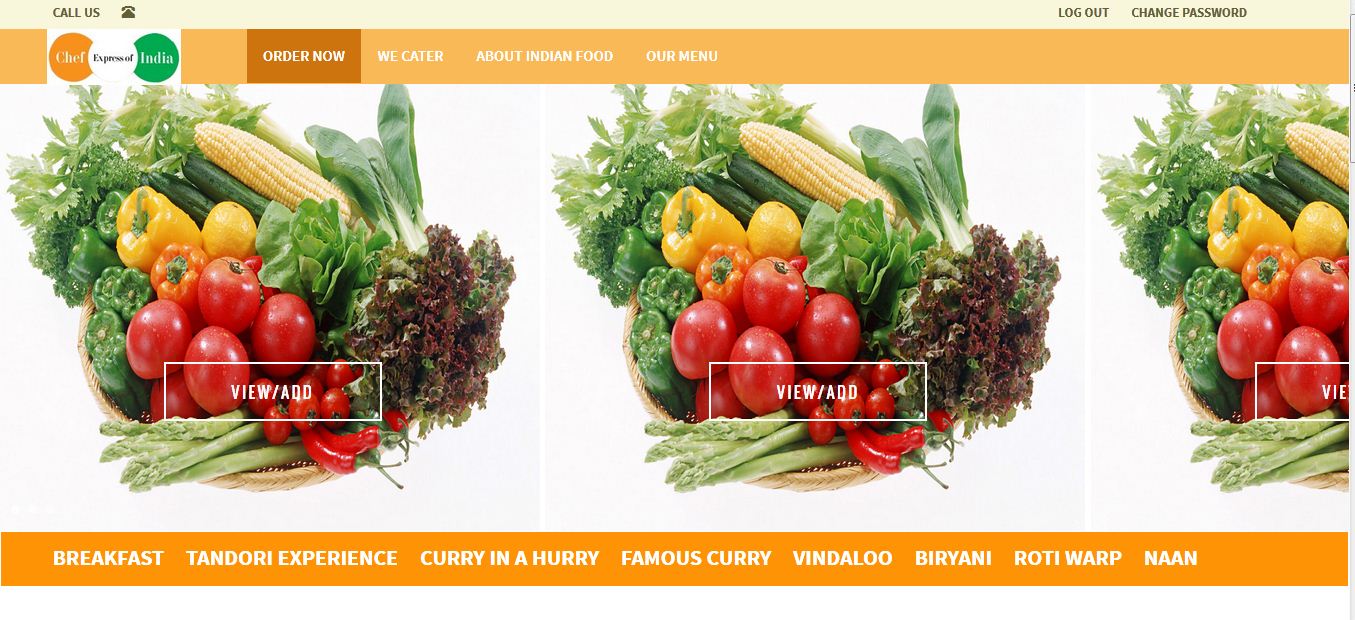 CALL US LOG OUT CHANGE PASSWORD
Chef Express of India ORDER NOW WE CATER ABOUT INDIAN FOOD OUR MENU
VIEW/ADD VIEW/ADD VIE
BREAKFAST TANDORI EXPERIENCE CURRY IN A HURRY FAMOUS CURRY VINDALOO BIRYANI ROTI WARP NAAN